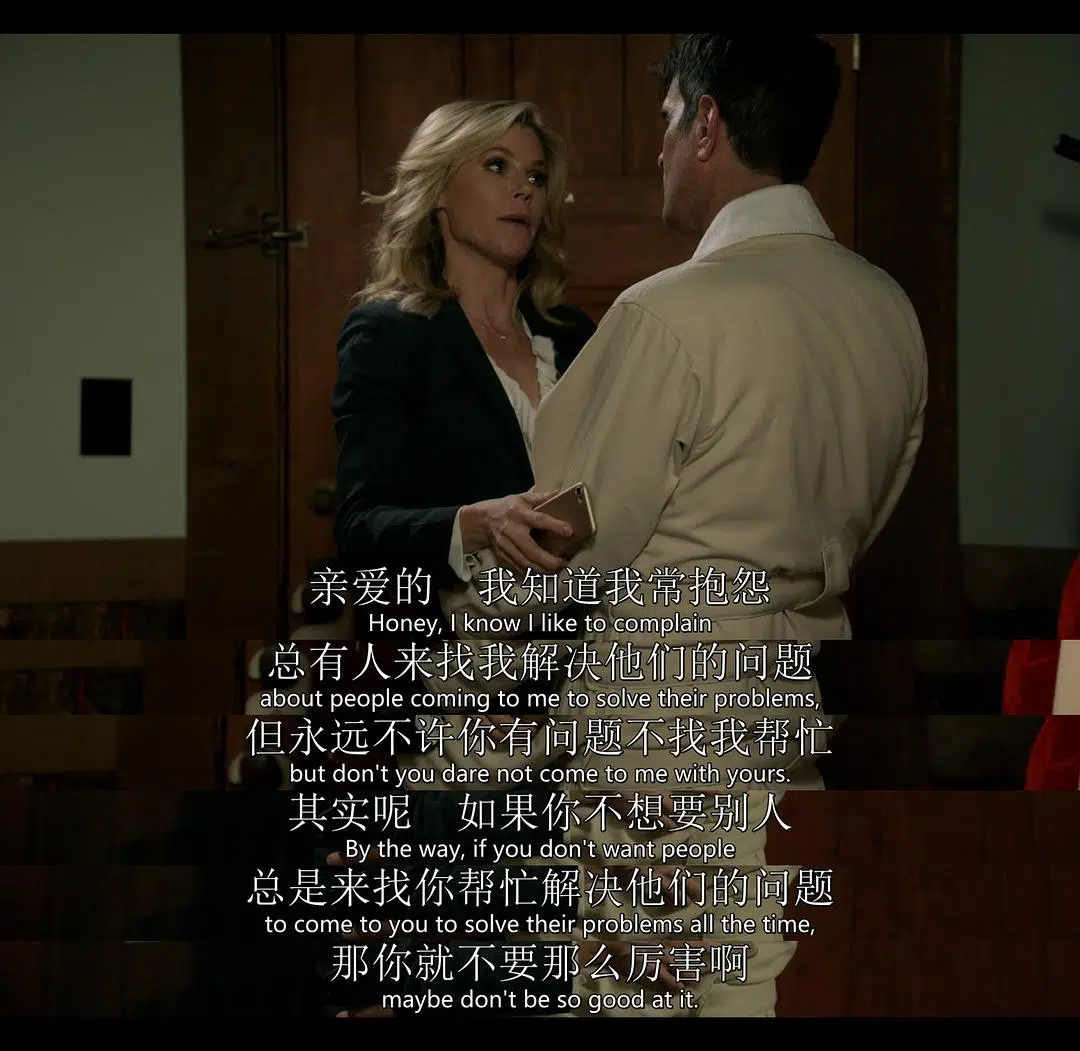 亲爱的 我知道我常抱怨
Honey, I know I like to complain
总有人来找我解决他们的问题
about people coming to me to solve their problems,
但永远不许你有问题不找我帮忙
but don't you dare not come to me with yours.
其实呢 如果你不想要别人
By the way, if you don't want people
总是来找你帮忙解决他们的问题
to come to you to solve their problems all the time,
那你就不要那么厉害啊
maybe don't be so good at it.